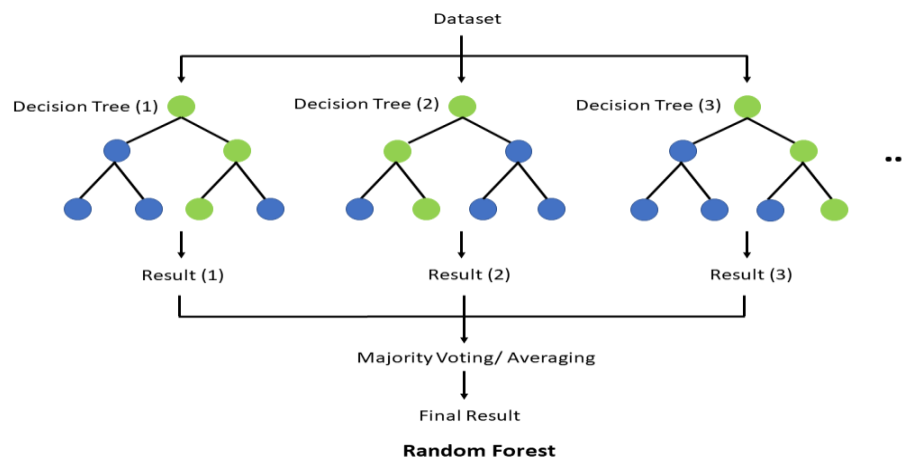 Dataset
Decision Tree (1)
Decision Tree (2)
Decision Tree (3)
..
Result (1)
Result (2)
Result (3)
Majority Voting/ Averaging
Final Result
Random Forest